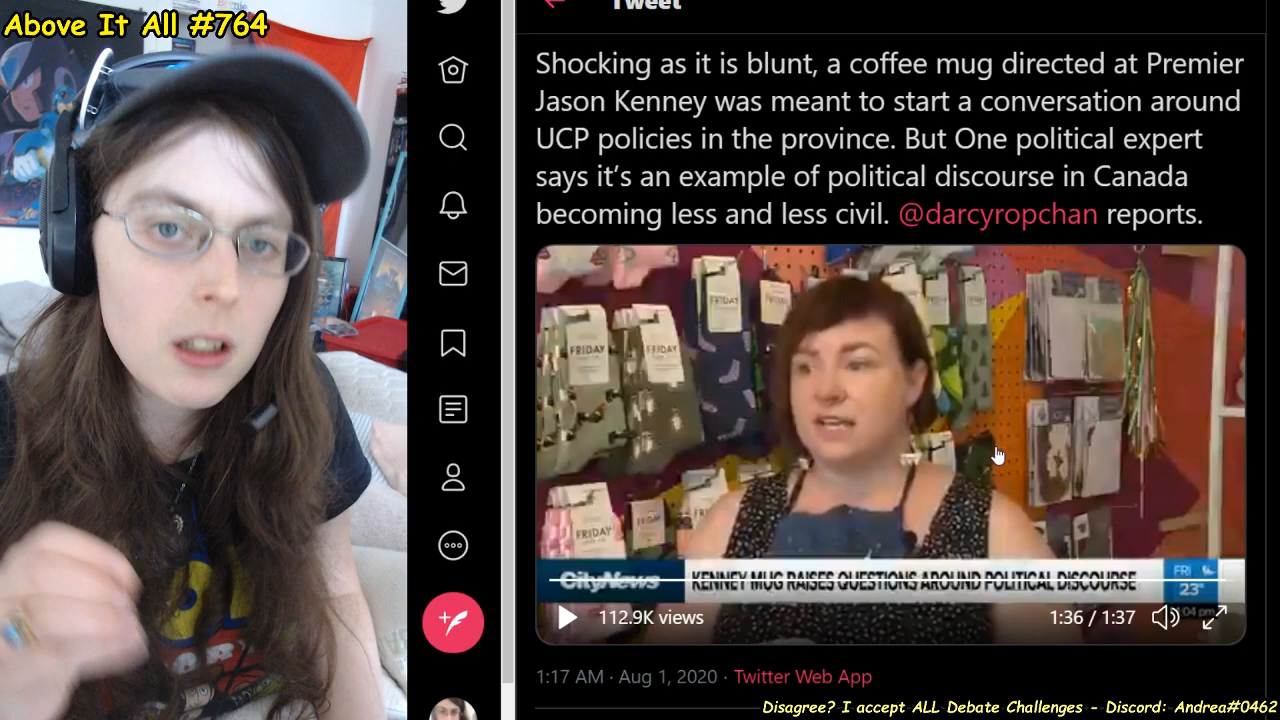 Above It All #764
Tweet
Shocking as it is blunt, a coffee mug directed at Premier
Jason Kenney was meant to start a conversation around
UCP policies in the province. But One political expert
says it's an example of political discourse in Canada
becoming less and less civil. @darcyropchan reports.
FRIDAY
FRIDAY
FRIDAY
FRIDAY
FRIDAY
CityNews
KENNEY MUG RAISES QUESTIONS AROUND POLITICAL DISCOURSE
FRI
23°
:04 pm
112.9K views
1:36 / 1:37
1:17 AM · Aug 1, 2020 · Twitter Web App
Disagree? I accept ALL Debate Challenges - Discord: Andrea#0462